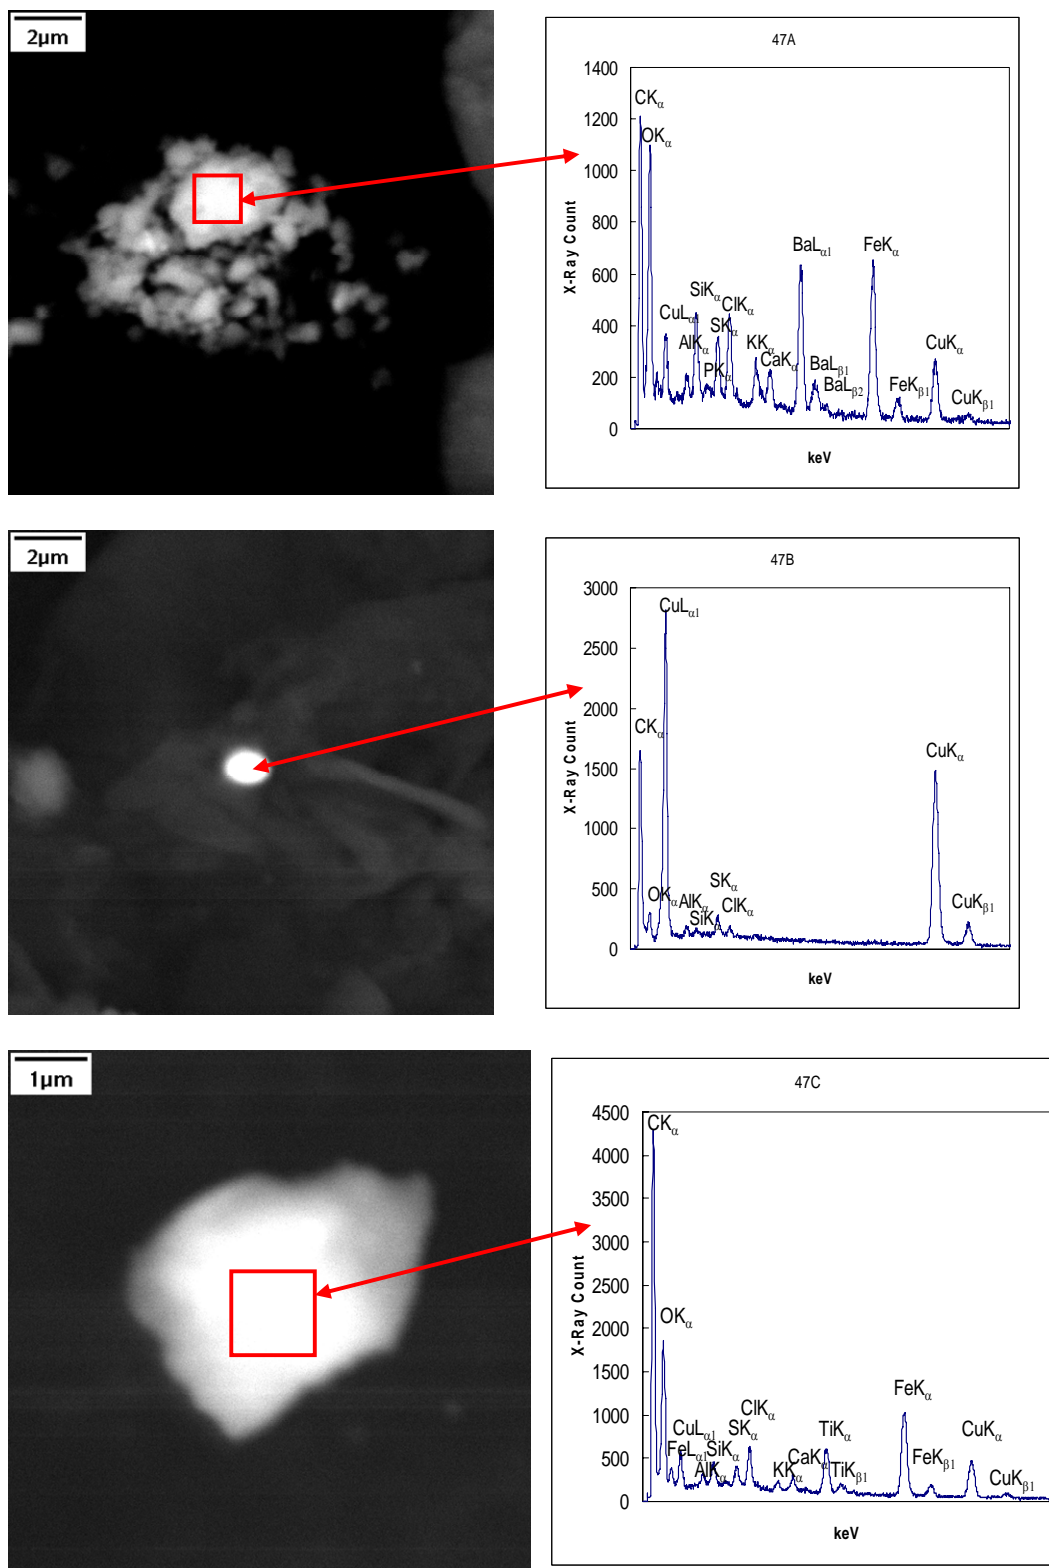 2μm
47A
1400
1200
1000
800
600
400
200
0
X-Ray Count
CKα
OKα
CuLα
AlKα
SiKα
PKα
SKα
ClKα
KKα
CaKα
BaLα1
BaLβ1
BaLβ2
FeKα
FeKβ1
CuKα
CuKβ1
keV
2μm
47B
3000
2500
2000
1500
1000
500
0
X-Ray Count
CKα
OKα
CuLα1
AlKα
SiK
SKα
ClKα
CuKα
CuKβ1
keV
1μm
47C
4500
4000
3500
3000
2500
2000
1500
1000
500
0
X-Ray Count
CKα
OKα
FeLα1
CuLα1
AlKα
SiKα
SKα
ClKα
KKα
CaKα
TiKα
TiKβ1
FeKα
FeKβ1
CuKα
CuKβ1
keV